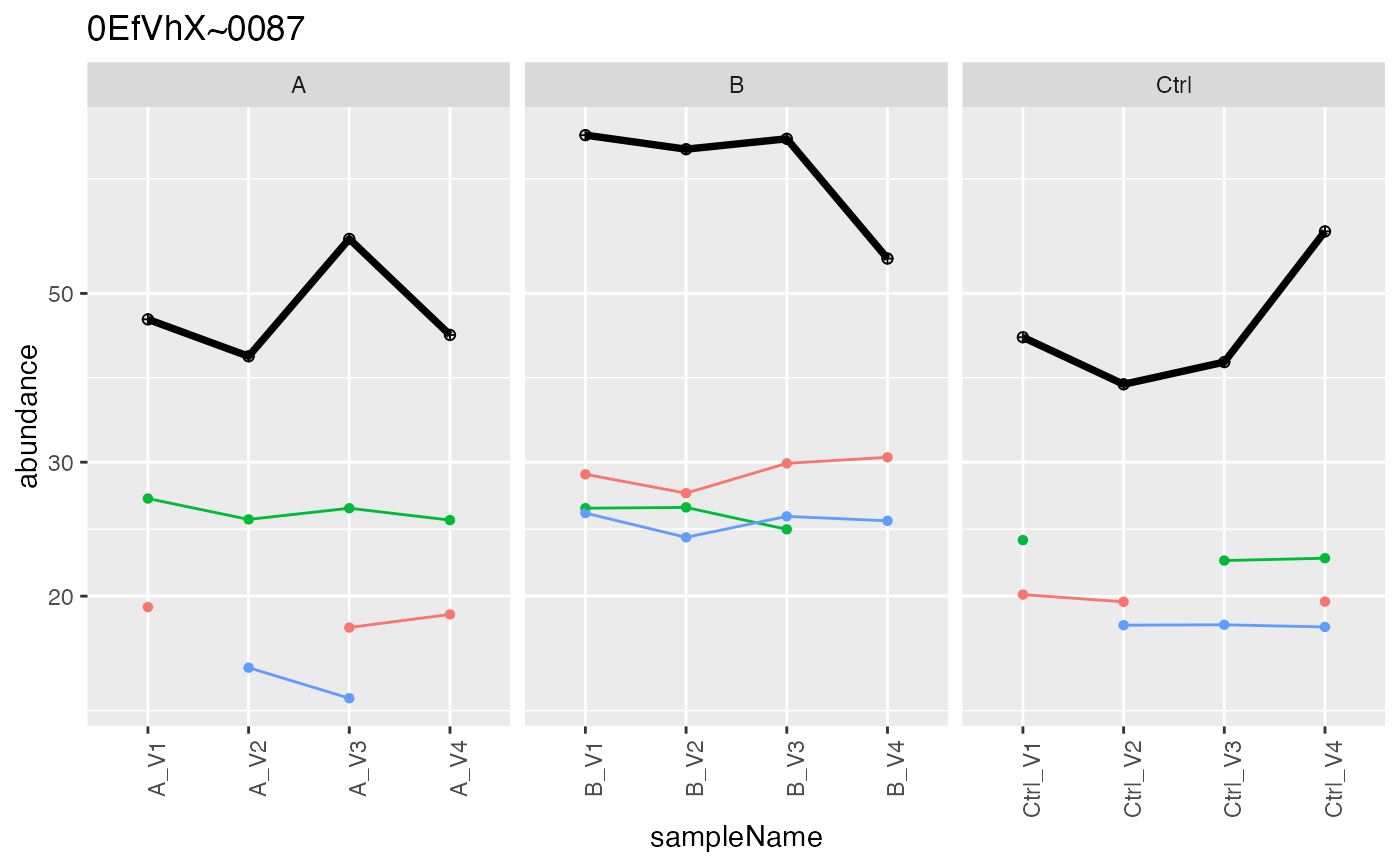 0EfVhX~0087
A
B
Ctrl
abundance
50
30
20
A_V1
A_V2
A_V3
A_V4
B_V1
B_V2
B_V3
B_V4
Ctrl_V1
Ctrl_V2
Ctrl_V3
Ctrl_V4
sampleName